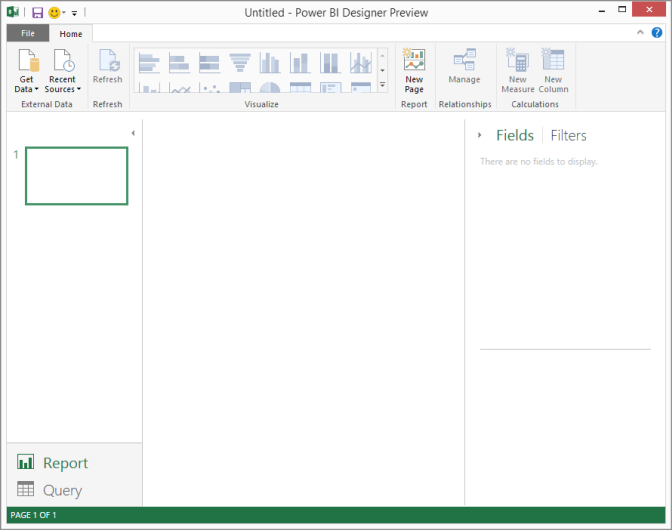 Untitled - Power BI Designer Preview
File
Home
Get
Data
Recent
Sources
Refresh
New
Page
Manage
New
Measure
New
Column
External Data
Refresh
Visualize
Report
Relationships
Calculations
1
Fields
Filters
There are no fields to display.
Report
Query
PAGE 1 OF 1